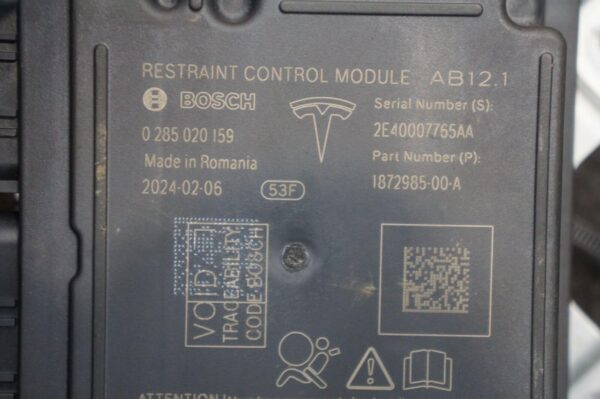 RESTRAINT CONTROL MODULE AB12.1
BOSCH
0 285 020 159
Made in Romania
2024-02-06
53F
Serial Number (S):
2E40007765AA
Part Number (P):
1872985-00-A
VOID
TRACEABILITY
CODE BOSCH
ATTENTION